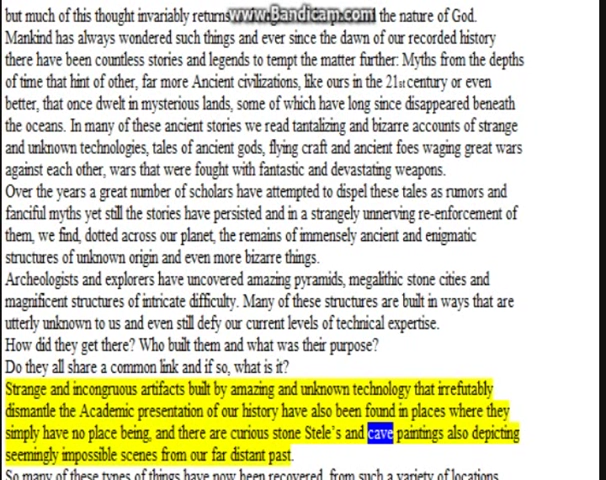 but much of this thought invariably returns www.Bandicam.com the nature of God.
Mankind has always wondered such things and ever since the dawn of our recorded history
there have been countless stories and legends to tempt the matter further: Myths from the depths
of time that hint of other, far more Ancient civilizations, like ours in the 21st century or even
better, that once dwelt in mysterious lands, some of which have long since disappeared beneath
the oceans. In many of these ancient stories we read tantalizing and bizarre accounts of strange
and unknown technologies, tales of ancient gods, flying craft and ancient foes waging great wars
against each other, wars that were fought with fantastic and devastating weapons.
Over the years a great number of scholars have attempted to dispel these tales as rumors and
fanciful myths yet still the stories have persisted and in a strangely unnerving re-enforcement of
them, we find, dotted across our planet, the remains of immensely ancient and enigmatic
structures of unknown origin and even more bizarre things.
Archeologists and explorers have uncovered amazing pyramids, megalithic stone cities and
magnificent structures of intricate difficulty. Many of these structures are built in ways that are
utterly unknown to us and even still defy our current levels of technical expertise.
How did they get there? Who built them and what was their purpose?
Do they all share a common link and if so, what is it?
Strange and incongruous artifacts built by amazing and unknown technology that irrefutably
dismantle the Academic presentation of our history have also been found in places where they
simply have no place being, and there are curious stone Stele's and cave paintings also depicting
seemingly impossible scenes from our far distant past.
So many of these types of things have now been recovered, from such a variety of locations